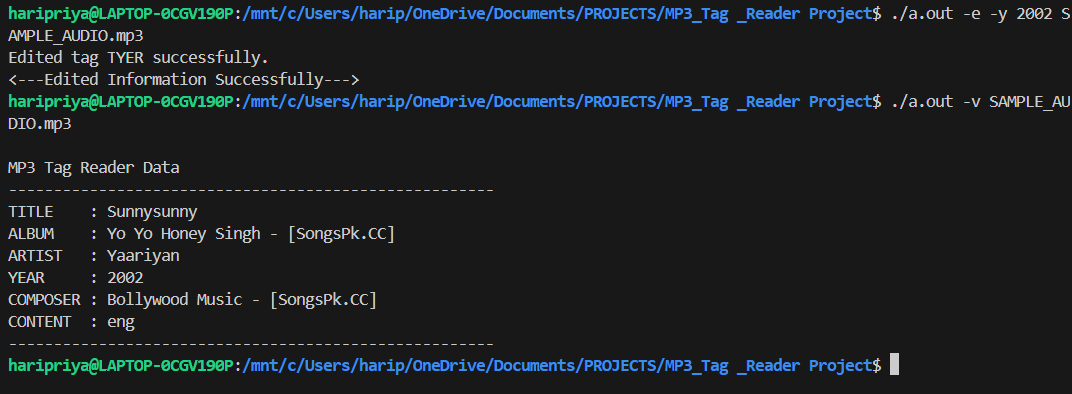 haripriya@LAPTOP-0CGV190P:/mnt/c/Users/harip/OneDrive/Documents/PROJECTS/MP3_Tag _Reader Project$ ./a.out -e -y 2002 S
AMPLE_AUDIO.mp3
Edited tag TYER successfully.
<---Edited Information Successfully--->
haripriya@LAPTOP-0CGV190P:/mnt/c/Users/harip/OneDrive/Documents/PROJECTS/MP3_Tag _Reader Project$ ./a.out -v SAMPLE_AU
DIO.mp3
MP3 Tag Reader Data
------------------------------------------------------
TITLE    : Sunnysunny
ALBUM    : Yo Yo Honey Singh - [SongsPk.CC]
ARTIST   : Yaariyan
YEAR     : 2002
COMPOSER : Bollywood Music - [SongsPk.CC]
CONTENT  : eng
------------------------------------------------------
haripriya@LAPTOP-0CGV190P:/mnt/c/Users/harip/OneDrive/Documents/PROJECTS/MP3_Tag _Reader Project$